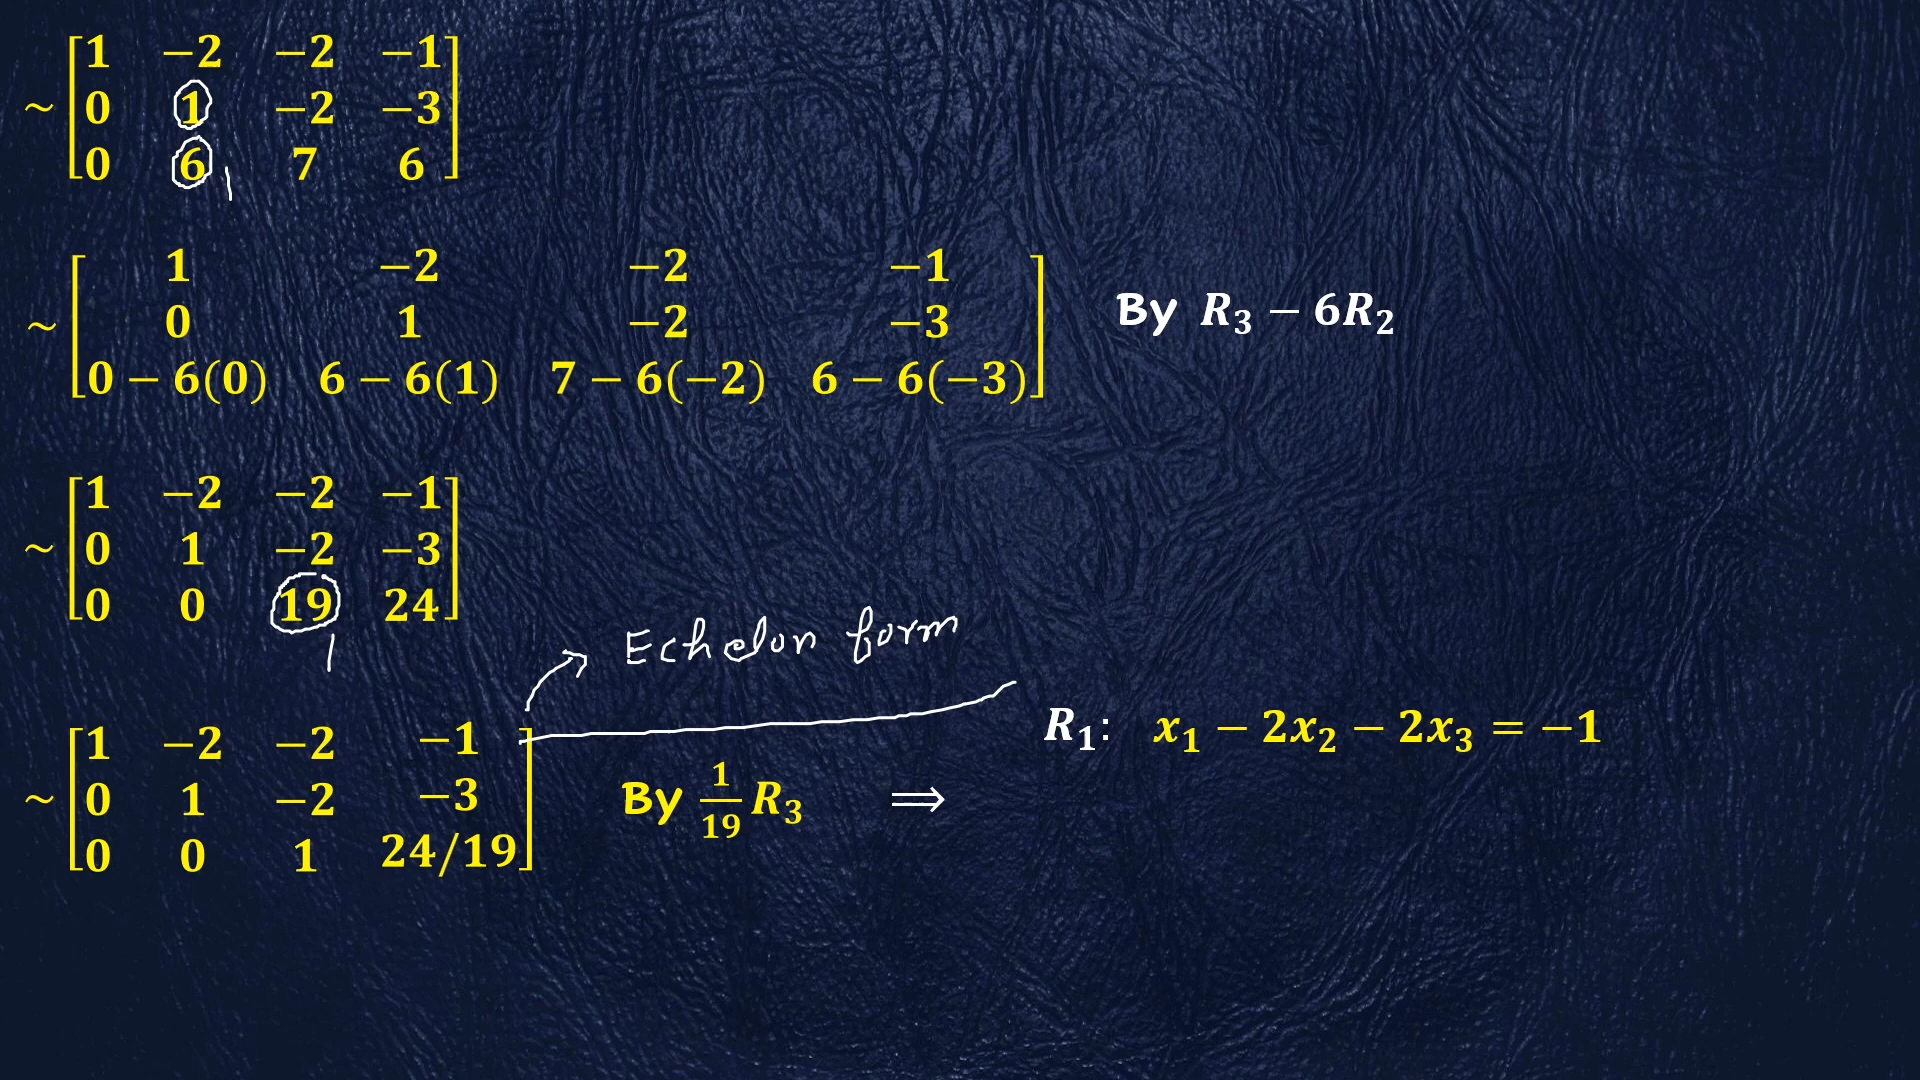 1 −2 −2 −1
∼ 0 1 −2 −3
0 6 7 6
1 −2 −2 −1
∼ 0 1 −2 −3 By R₃ − 6R₂
0 − 6(0) 6 − 6(1) 7 − 6(−2) 6 − 6(−3)
1 −2 −2 −1
∼ 0 1 −2 −3
0 0 19 24
Echelon form
1 −2 −2 −1
∼ 0 1 −2 −3 By 1/19 R₃ ⟹
0 0 1 24/19
R₁: x₁ − 2x₂ − 2x₃ = −1